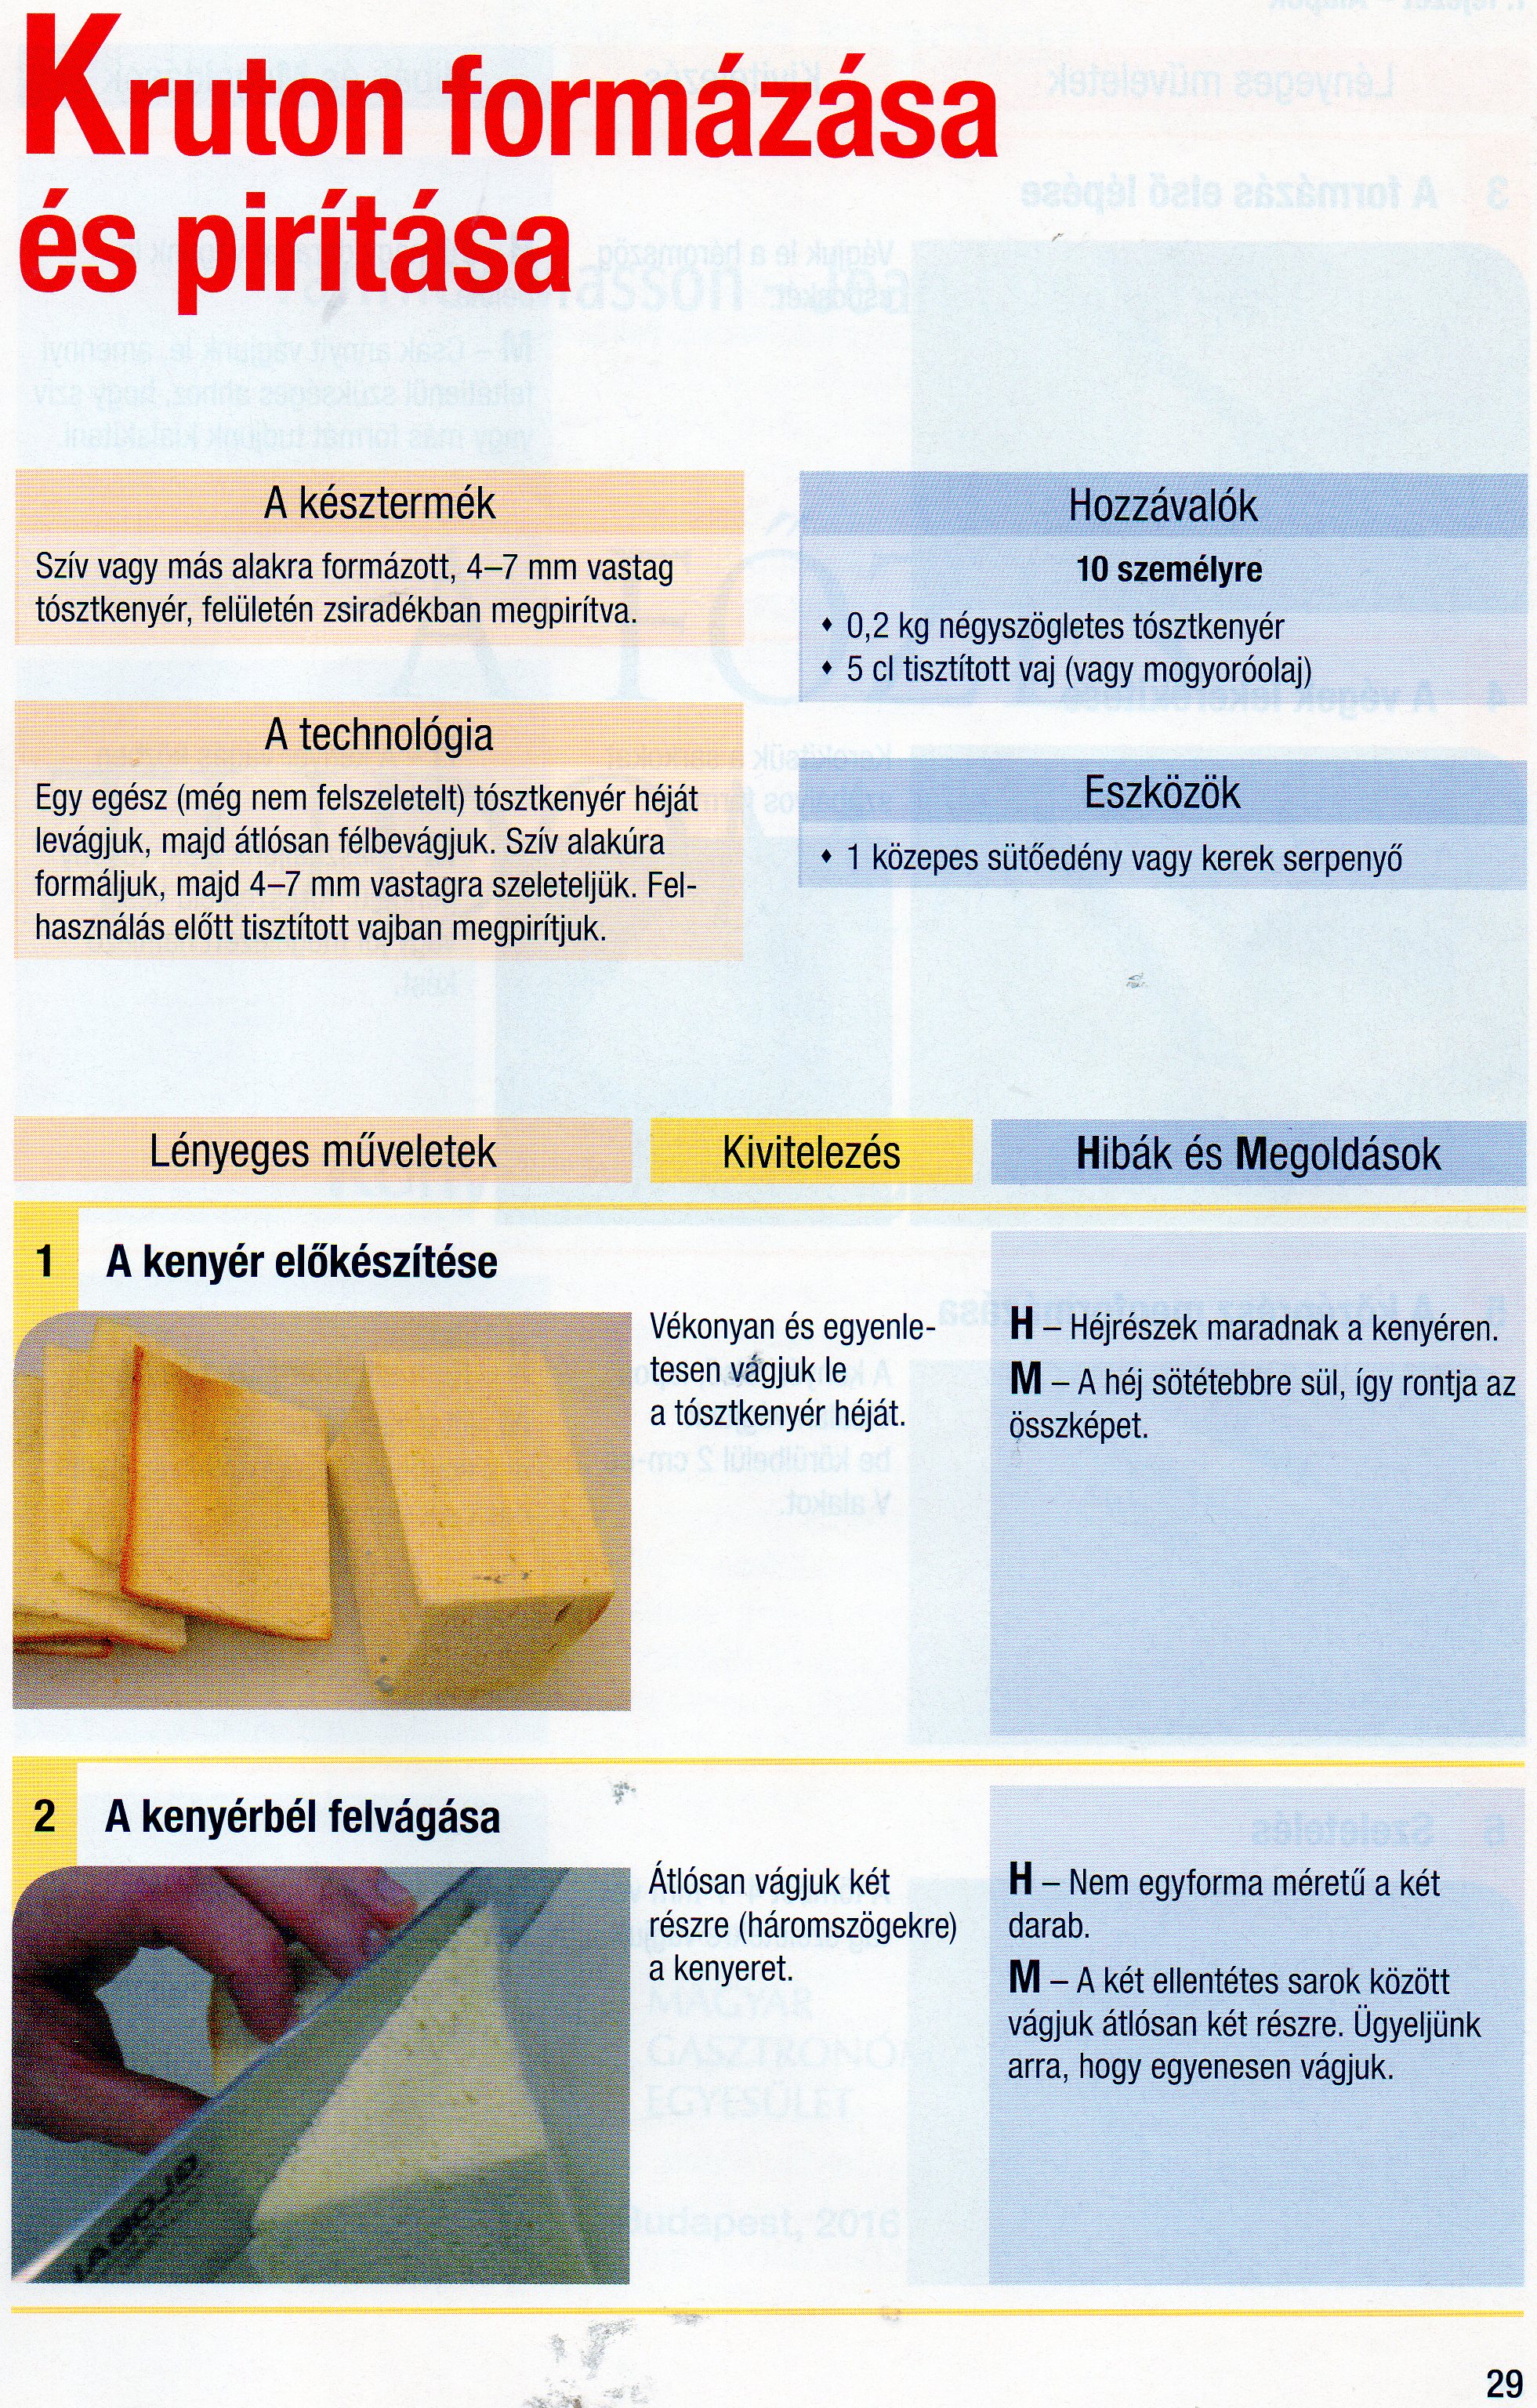 Kruton formázása
és pirítása
A késztermék
Szív vagy más alakra formázott, 4–7 mm vastag
tósztkenyér, felületén zsiradékban megpirítva.
A technológia
Egy egész (még nem felszeletelt) tósztkenyér héját
levágjuk, majd átlósan félbevágjuk. Szív alakúra
formáljuk, majd 4–7 mm vastagra szeleteljük. Fel-
használás előtt tisztított vajban megpirítjuk.
Hozzávalók
10 személyre
♦ 0,2 kg négyszögletes tósztkenyér
♦ 5 cl tisztított vaj (vagy mogyoróolaj)
Eszközök
♦ 1 közepes sütőedény vagy kerek serpenyő
Lényeges műveletek
Kivitelezés
Hibák és Megoldások
1 A kenyér előkészítése
Vékonyan és egyenle-
tesen vágjuk le
a tósztkenyér héját.
H – Héjrészek maradnak a kenyéren.
M – A héj sötétebbre sül, így rontja az
összképet.
2 A kenyérbél felvágása
Átlósan vágjuk két
részre (háromszögekre)
a kenyeret.
H – Nem egyforma méretű a két
darab.
M – A két ellentétes sarok között
vágjuk átlósan két részre. Ügyeljünk
arra, hogy egyenesen vágjuk.
29